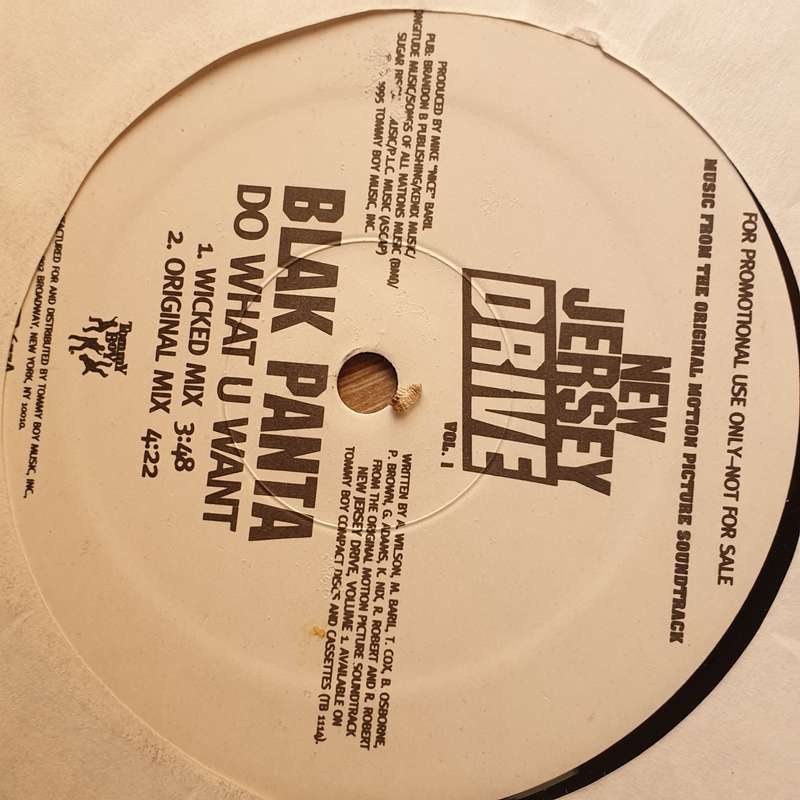 FOR PROMOTIONAL USE ONLY—NOT FOR SALE
MUSIC FROM THE ORIGINAL MOTION PICTURE SOUNDTRACK
NEW
JERSEY
DRIVE
VOL. 1
PRODUCED BY MIKE "NICE" BARIL
PUB: BRANDON B PUBLISHING/KENIX MUSIC/
LONGITUDE MUSIC/SONGS OF ALL NATIONS MUSIC (BMI)/
SUGAR MUSIC/P.L.C. MUSIC (ASCAP)
1995 TOMMY BOY MUSIC, INC.
WRITTEN BY A. WILSON, M. BARIL, T. COX, B. OSBORNE,
P. BROWN, G. ADAMS, K. NIX, R. ROBERT AND R. ROBERT
FROM THE ORIGINAL MOTION PICTURE SOUNDTRACK
NEW JERSEY DRIVE, VOLUME 1. AVAILABLE ON
TOMMY BOY COMPACT DISCS AND CASSETTES (TB 1114).
BLAK PANTA
DO WHAT U WANT
1. WICKED MIX 3:48
2. ORIGINAL MIX 4:22
TOMMY
BOY
FACTURED FOR AND DISTRIBUTED BY TOMMY BOY MUSIC, INC,
902 BROADWAY, NEW YORK, NY 10010.